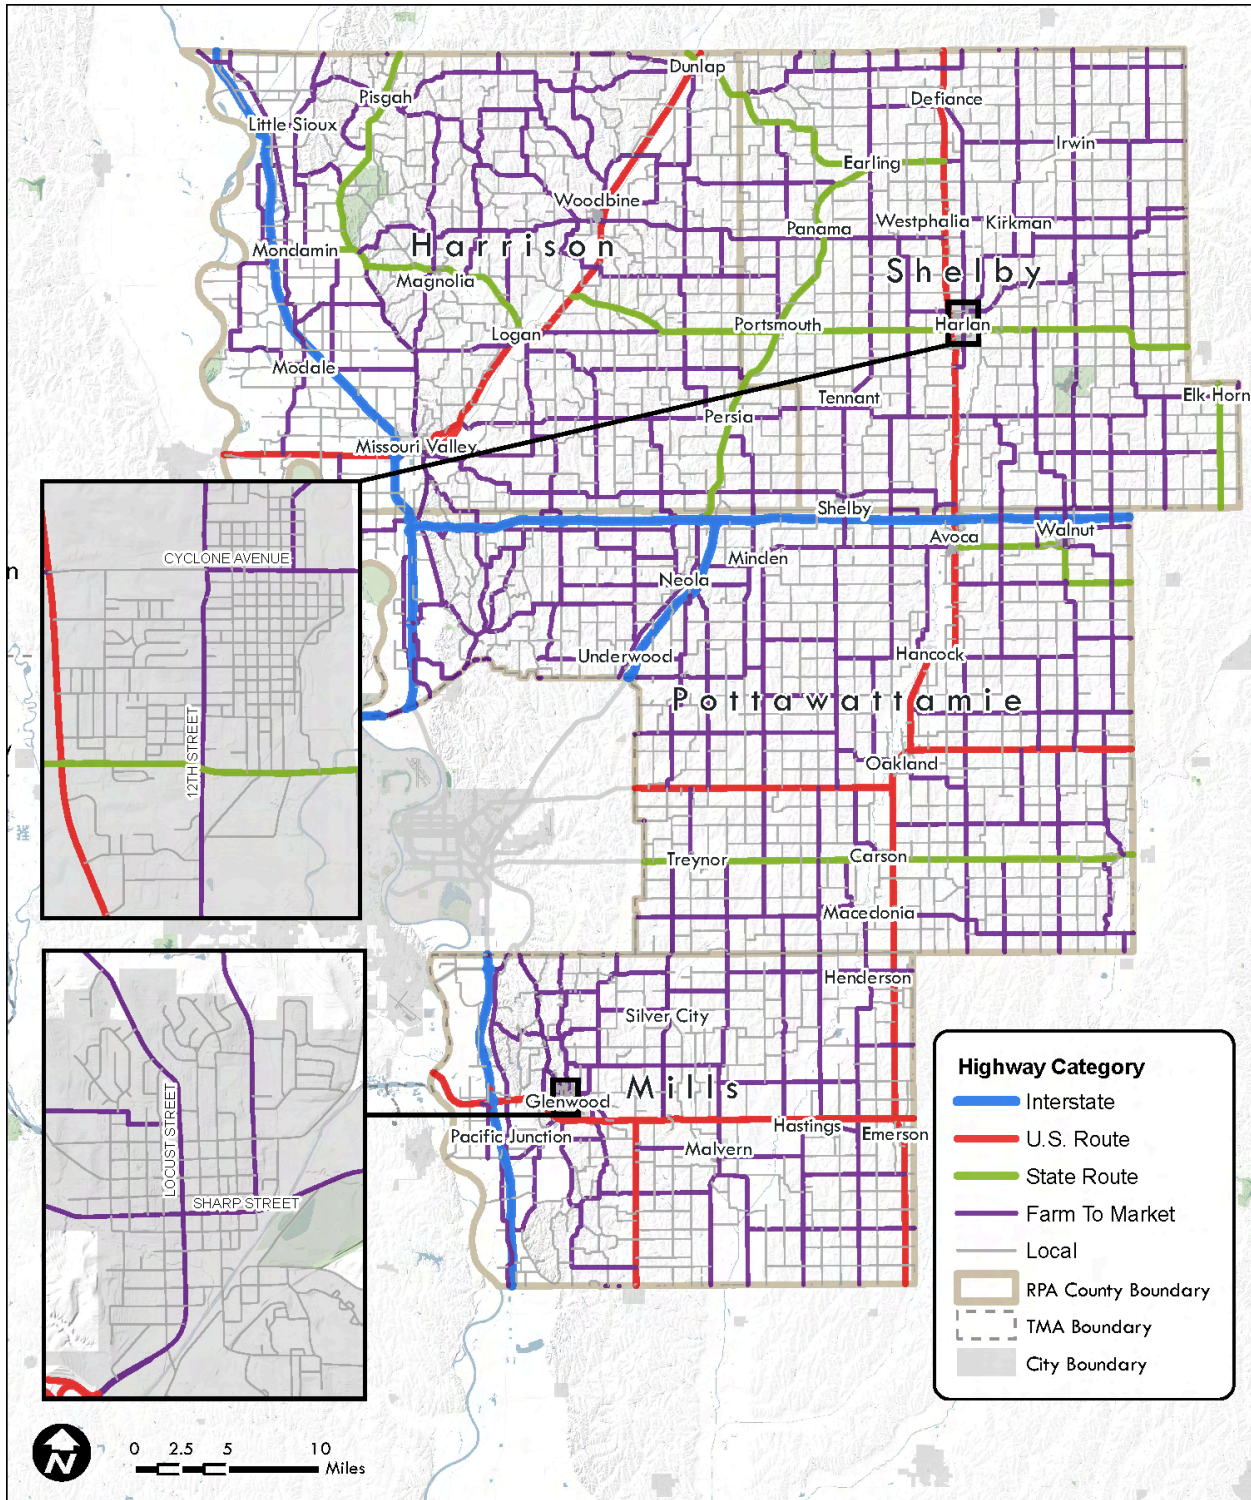 Dunlap
Pisgah
Defiance
Little Sioux
Irwin
Earling
Woodbine
Westphalia
Kirkman
Panama
Mondamin
Harrison
Shelby
Magnolia
Portsmouth
Harlan
Logan
Modale
Tennant
Elk Horn
Persia
Missouri Valley
Shelby
Avoca
Walnut
CYCLONE AVENUE
Minden
n
Neola
Underwood
Hancock
Pottawattamie
12TH STREET
Oakland
Treynor
Carson
Macedonia
Henderson
Silver City
Mills
Glenwood
Hastings
Emerson
Pacific Junction
Malvern
LOCUST STREET
SHARP STREET
Highway Category
Interstate
U.S. Route
State Route
Farm To Market
Local
RPA County Boundary
TMA Boundary
City Boundary
N
0 2.5 5 10
Miles